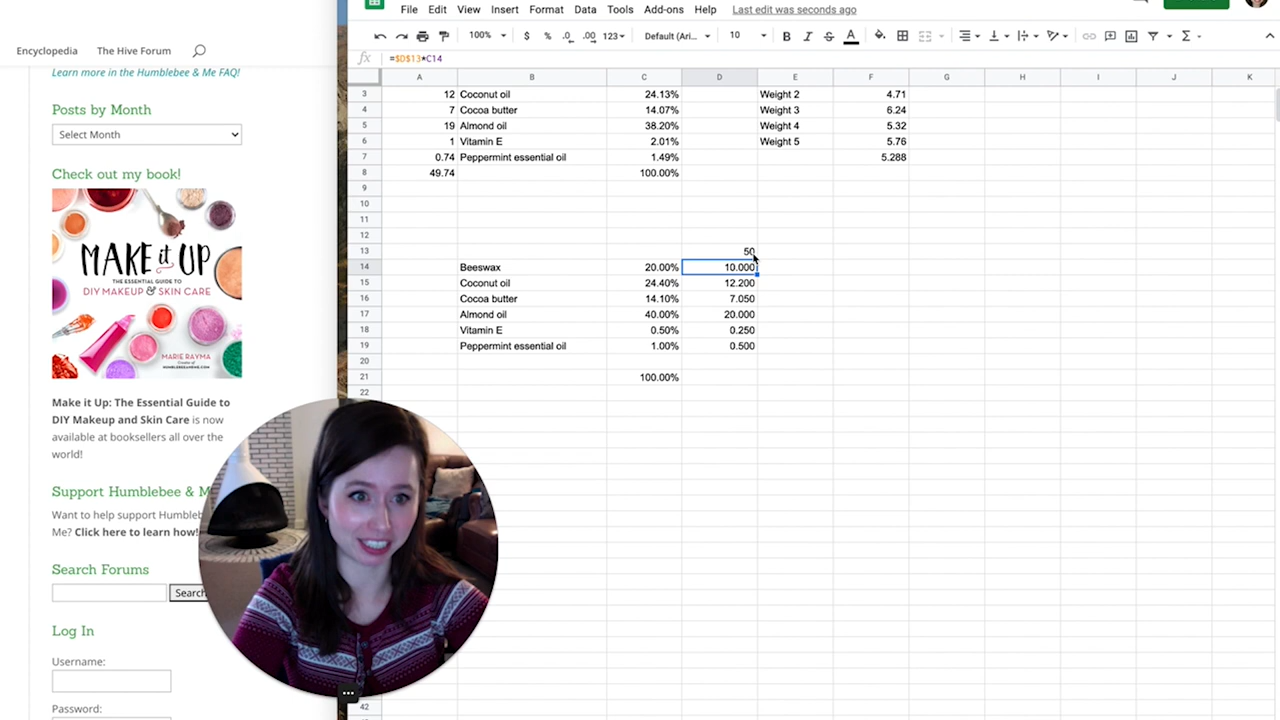 Encyclopedia The Hive Forum
Learn more in the Humblebee & Me FAQ!
Posts by Month
Select Month
Check out my book!
MAKE it UP
THE ESSENTIAL GUIDE TO
DIY MAKEUP & SKIN CARE
MARIE RAYMA
Creator of
HUMBLEBEEANDME.COM
Make it Up: The Essential Guide to
DIY Makeup and Skin Care is now
available at booksellers all over the
world!
Support Humblebee & M
Want to help support Humbleb
Me? Click here to learn how!
Search Forums
Search
Log In
Username:
Password:
File Edit View Insert Format Data Tools Add-ons Help Last edit was seconds ago
100% $ % .0 .00 123 Default (Ari... 10 B I S A
fx =$D$13*C14
A B C D E F G H I J K
3 12 Coconut oil 24.13% Weight 2 4.71
4 7 Cocoa butter 14.07% Weight 3 6.24
5 19 Almond oil 38.20% Weight 4 5.32
6 1 Vitamin E 2.01% Weight 5 5.76
7 0.74 Peppermint essential oil 1.49% 5.288
8 49.74 100.00%
9
10
11
12
13 50
14 Beeswax 20.00% 10.000
15 Coconut oil 24.40% 12.200
16 Cocoa butter 14.10% 7.050
17 Almond oil 40.00% 20.000
18 Vitamin E 0.50% 0.250
19 Peppermint essential oil 1.00% 0.500
20
21 100.00%
22
42